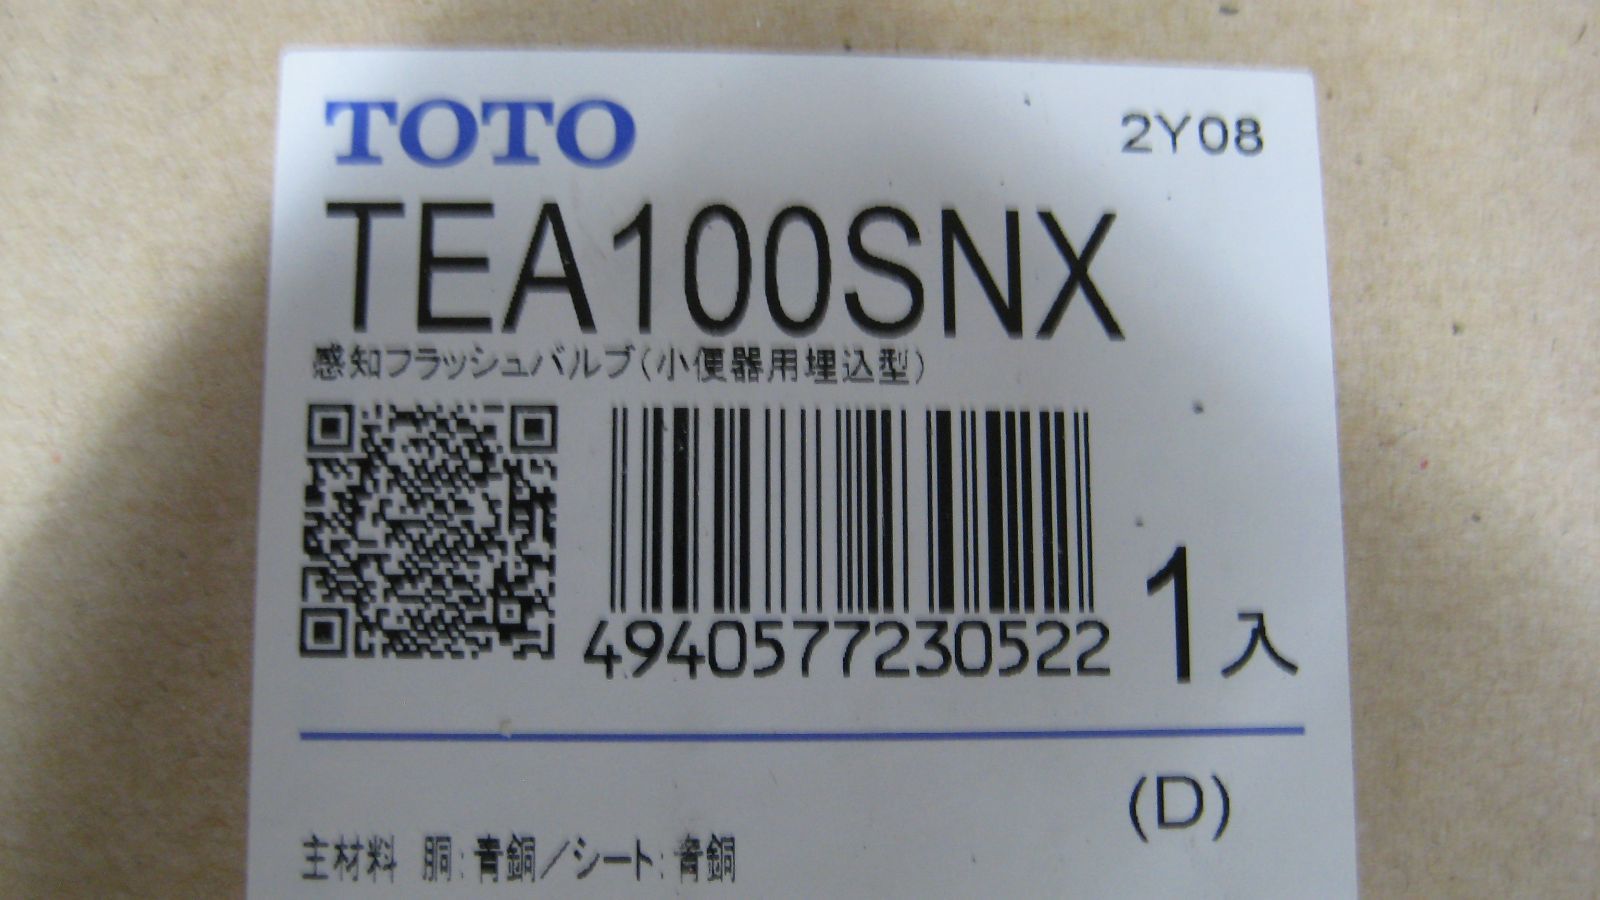 TOTO 2Y08
TEA100SNX
感知フラッシュバルブ(小便器用埋込型)
4940577230522
1入
(D)
主材料 胴:青銅/シート:青銅